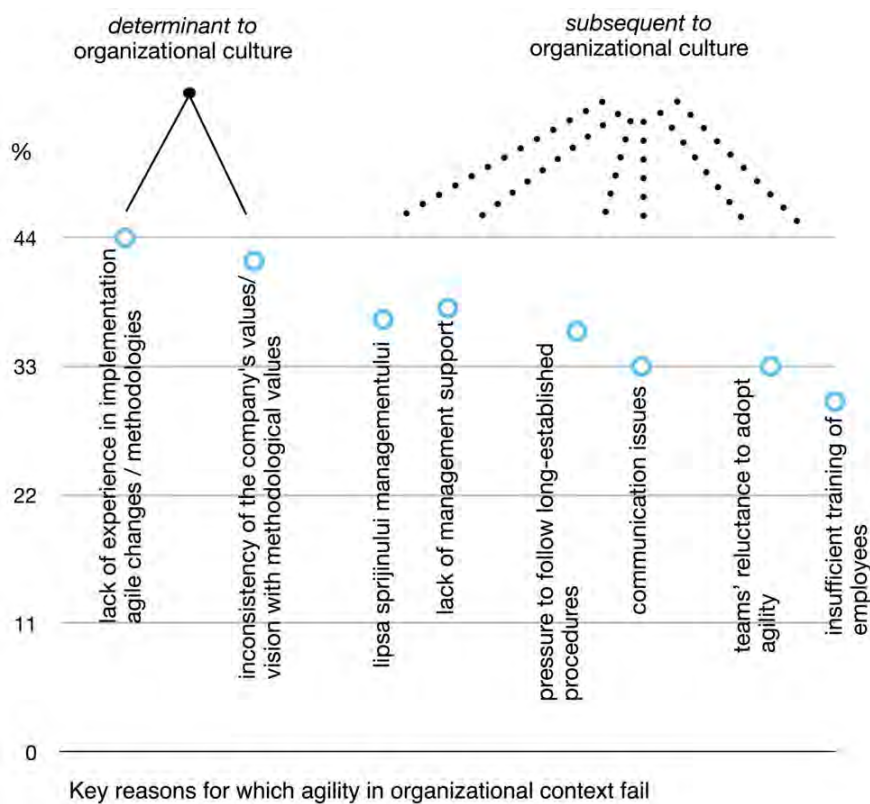 determinant to
organizational culture
subsequent to
organizational culture
%
44
33
22
11
0
lack of experience in implementation
agile changes / methodologies
inconsistency of the company's values/
vision with methodological values
lipsa sprijinului managementului
lack of management support
pressure to follow long-established
procedures
communication issues
teams’ reluctance to adopt
agility
insufficient training of
employees
Key reasons for which agility in organizational context fail